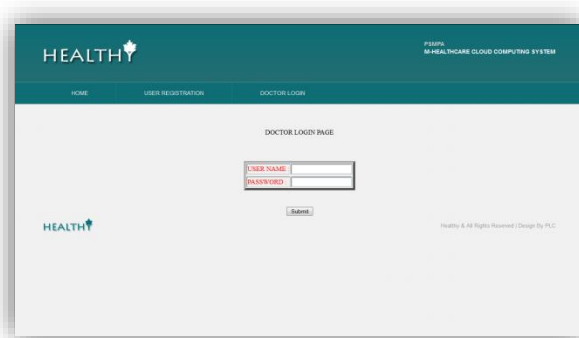 HEALTHY
PSMPA
M-HEALTHCARE CLOUD COMPUTING SYSTEM
HOME USER REGISTRATION DOCTOR LOGIN
DOCTOR LOGIN PAGE
USER NAME
PASSWORD
Submit
HEALTHY
Healthy & All Rights Reserved | Design By PLC